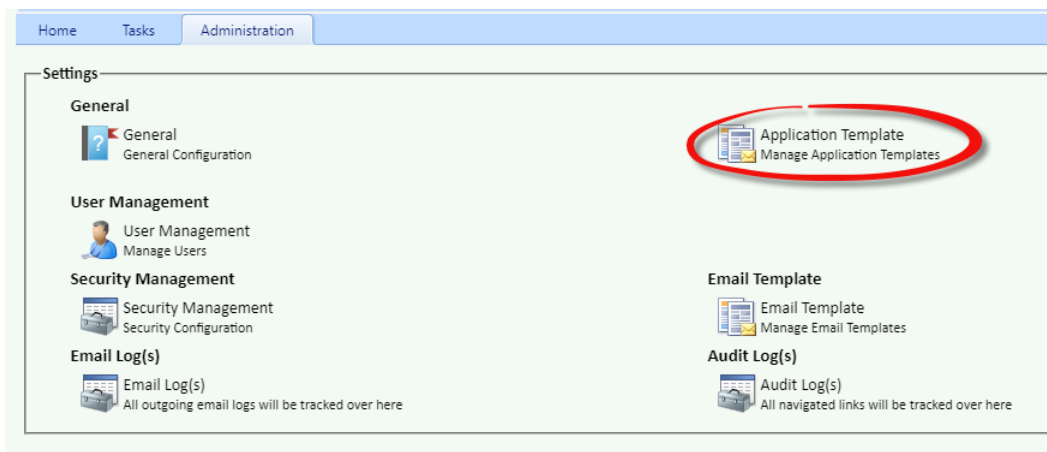 Home Tasks Administration
Settings
General
General
General Configuration
Application Template
Manage Application Templates
User Management
User Management
Manage Users
Security Management
Security Management
Security Configuration
Email Template
Email Template
Manage Email Templates
Email Log(s)
Email Log(s)
All outgoing email logs will be tracked over here
Audit Log(s)
Audit Log(s)
All navigated links will be tracked over here